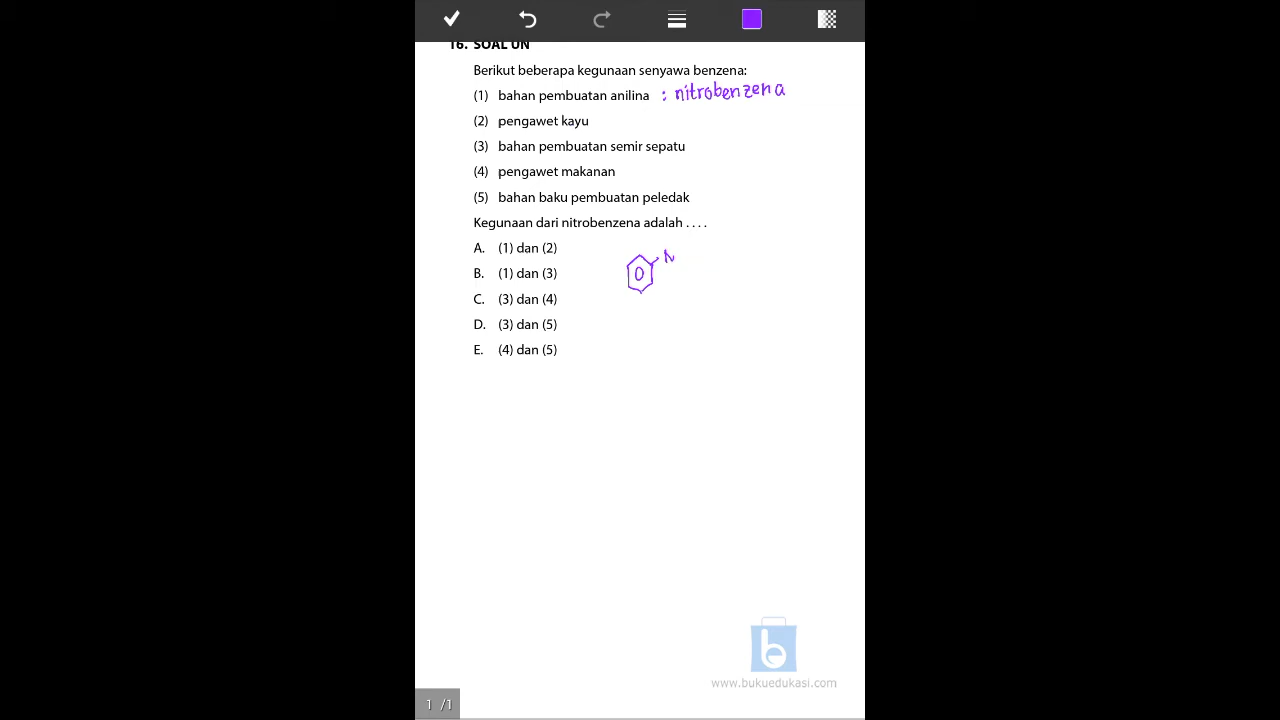 16. SOAL UN
Berikut beberapa kegunaan senyawa benzena:
(1) bahan pembuatan anilina : nitrobenzena
(2) pengawet kayu
(3) bahan pembuatan semir sepatu
(4) pengawet makanan
(5) bahan baku pembuatan peledak
Kegunaan dari nitrobenzena adalah . . . .
A. (1) dan (2)
B. (1) dan (3)
C. (3) dan (4)
D. (3) dan (5)
E. (4) dan (5)
N
b
www.bukuedukasi.com
1 /1